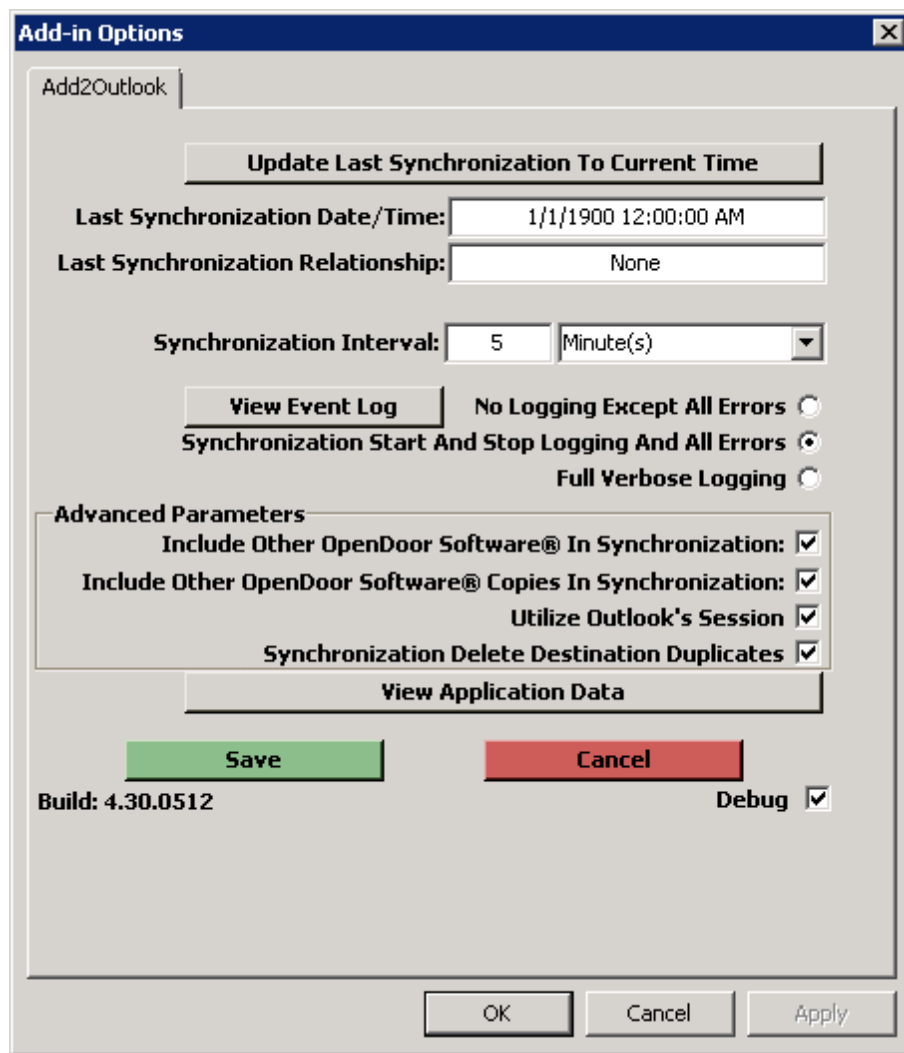 Add-in Options
Add2Outlook
Update Last Synchronization To Current Time
Last Synchronization Date/Time: 1/1/1900 12:00:00 AM
Last Synchronization Relationship: None
Synchronization Interval: 5 Minute(s)
View Event Log No Logging Except All Errors
Synchronization Start And Stop Logging And All Errors
Full Verbose Logging
Advanced Parameters
Include Other OpenDoor Software® In Synchronization:
Include Other OpenDoor Software® Copies In Synchronization:
Utilize Outlook's Session
Synchronization Delete Destination Duplicates
View Application Data
Save Cancel
Build: 4.30.0512 Debug
OK Cancel Apply